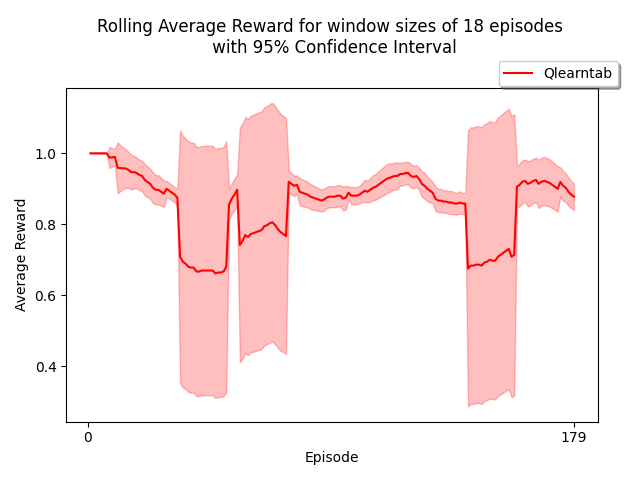 Rolling Average Reward for window sizes of 18 episodes
with 95% Confidence Interval
Qlearntab
1.0
0.8
0.6
0.4
Average Reward
0
179
Episode